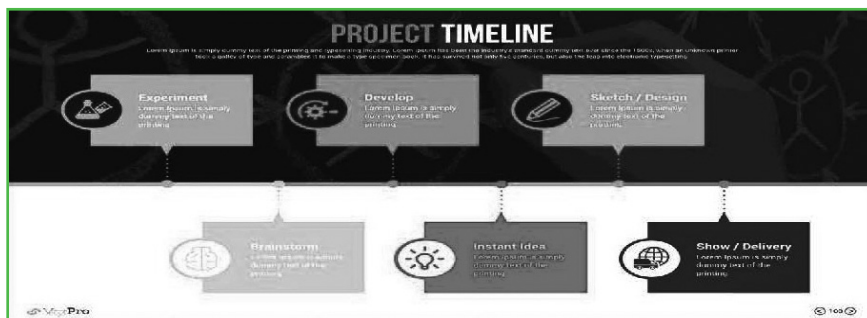 PROJECT TIMELINE
Lorem Ipsum is simply dummy text of the printing and typesetting industry. Lorem Ipsum has been the industry's standard dummy text ever since the 1500s, when an unknown printer
took a galley of type and scrambled it to make a type specimen book. It has survived not only five centuries, but also the leap into electronic typesetting.
Experiment
Lorem Ipsum is simply
dummy text of the
printing
Develop
Lorem Ipsum is simply
dummy text of the
printing
Sketch / Design
Lorem Ipsum is simply
dummy text of the
printing
Brainstorm
Lorem Ipsum is simply
dummy text of the
printing
Instant Idea
Lorem Ipsum is simply
dummy text of the
printing
Show / Delivery
Lorem Ipsum is simply
dummy text of the
printing
Pro